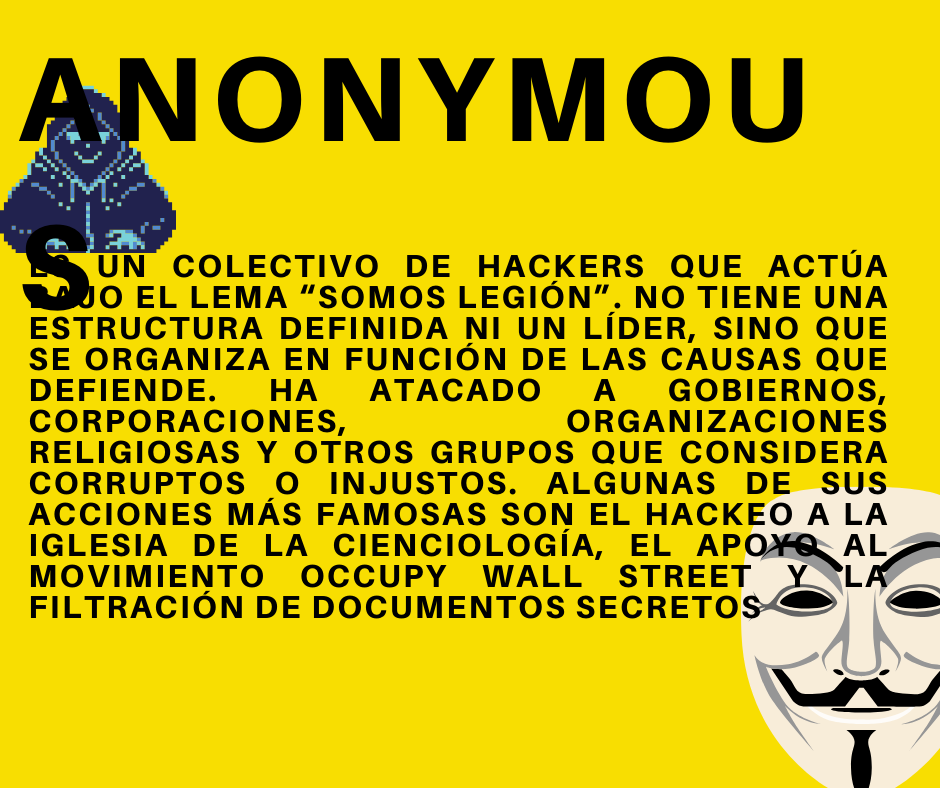 ANONYMOU
S
ES UN COLECTIVO DE HACKERS QUE ACTÚA
BAJO EL LEMA “SOMOS LEGIÓN”. NO TIENE UNA
ESTRUCTURA DEFINIDA NI UN LÍDER, SINO QUE
SE ORGANIZA EN FUNCIÓN DE LAS CAUSAS QUE
DEFIENDE. HA ATACADO A GOBIERNOS,
CORPORACIONES, ORGANIZACIONES
RELIGIOSAS Y OTROS GRUPOS QUE CONSIDERA
CORRUPTOS O INJUSTOS. ALGUNAS DE SUS
ACCIONES MÁS FAMOSAS SON EL HACKEO A LA
IGLESIA DE LA CIENCIOLOGÍA, EL APOYO AL
MOVIMIENTO OCCUPY WALL STREET Y LA
FILTRACIÓN DE DOCUMENTOS SECRETOS